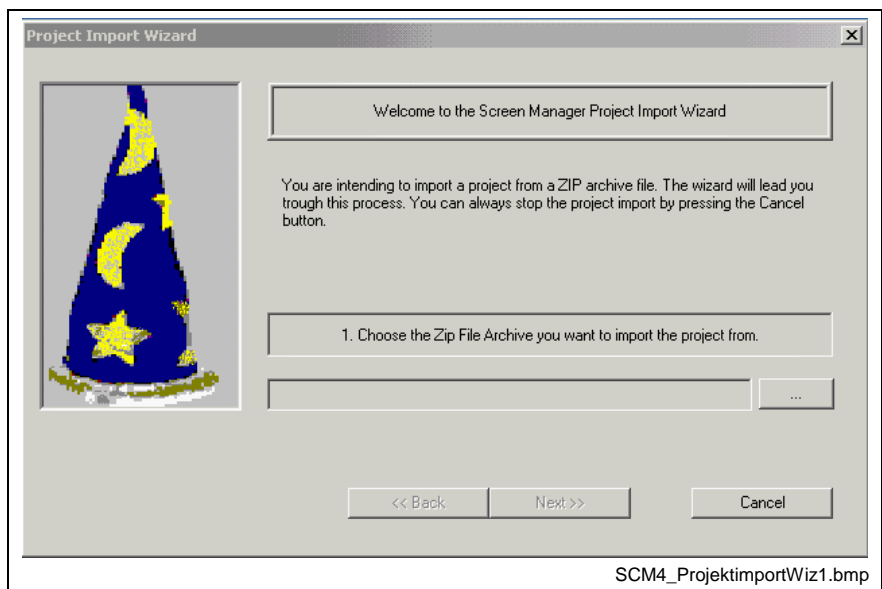 Project Import Wizard
Welcome to the Screen Manager Project Import Wizard
You are intending to import a project from a ZIP archive file. The wizard will lead you
trough this process. You can always stop the project import by pressing the Cancel
button.
1. Choose the Zip File Archive you want to import the project from.
...
<< Back
Next >>
Cancel
SCM4_ProjektimportWiz1.bmp